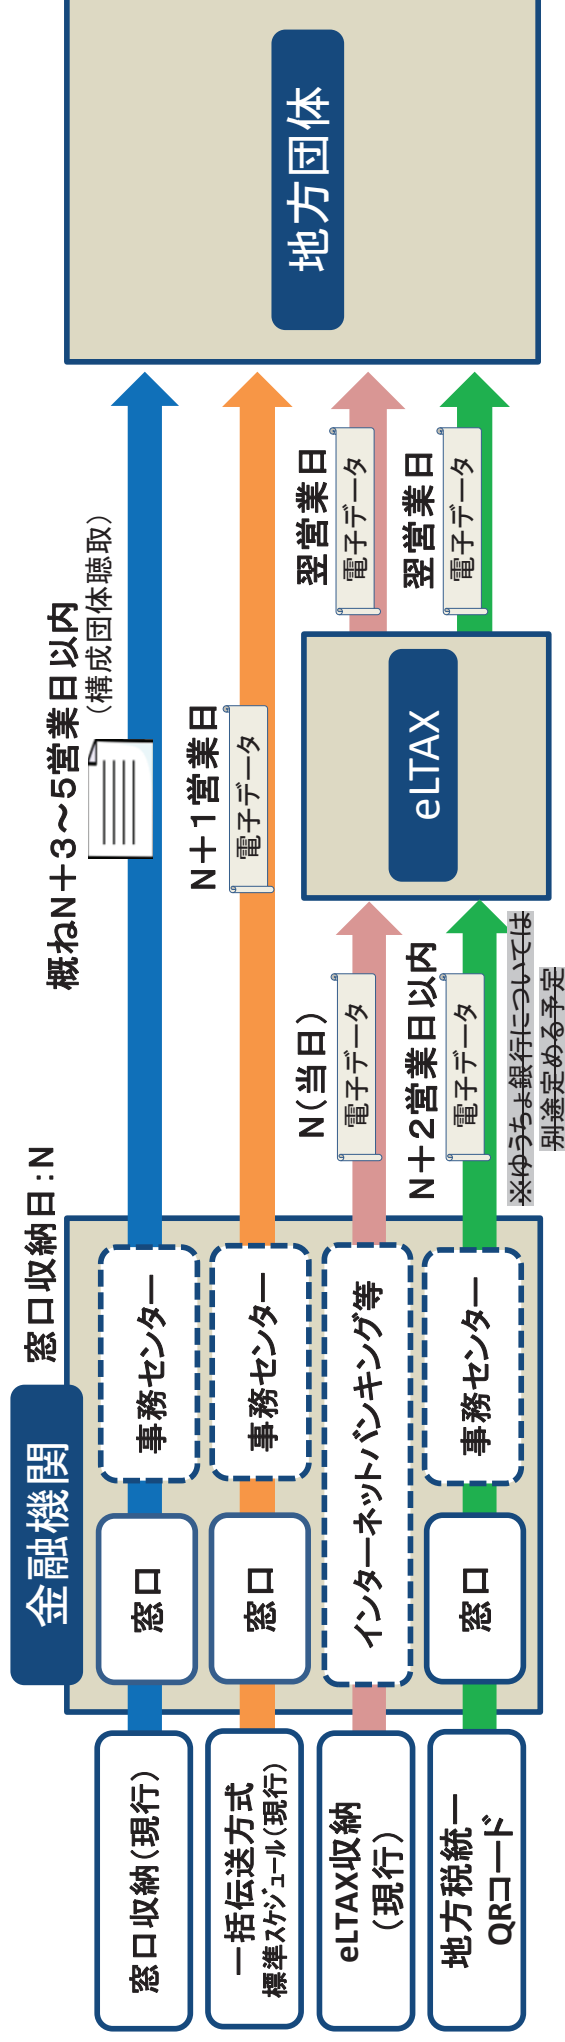 金融機関
窓口収納日：N
地方団体
窓口収納（現行）
窓口
事務センター
概ねN＋3～5営業日以内
（構成団体聴取）
一括伝送方式
標準スケジュール（現行）
窓口
事務センター
N＋1営業日
電子データ
eLTAX収納
（現行）
インターネットバンキング等
N（当日）
電子データ
eLTAX
翌営業日
電子データ
地方税統一
QRコード
窓口
事務センター
N＋2営業日以内
電子データ
※ゆうちょ銀行については
別途定める予定
翌営業日
電子データ